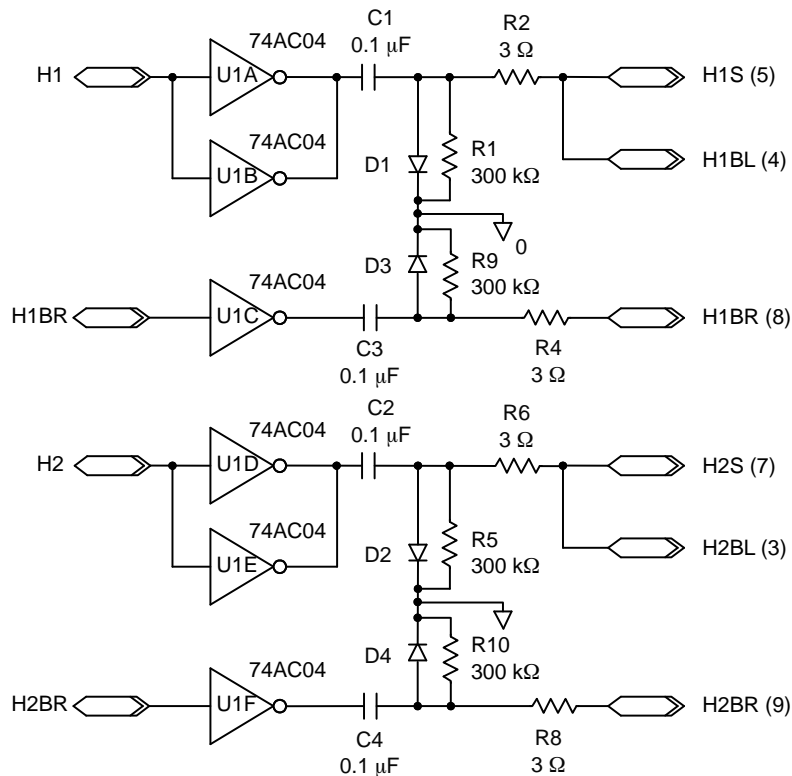 74AC04
C1
0.1 μF
R2
3 Ω
H1
U1A
H1S (5)
74AC04
U1B
D1
R1
300 kΩ
H1BL (4)
0
74AC04
D3
R9
300 kΩ
H1BR
U1C
H1BR (8)
C3
0.1 μF
R4
3 Ω
74AC04
C2
0.1 μF
R6
3 Ω
H2
U1D
H2S (7)
74AC04
U1E
D2
R5
300 kΩ
H2BL (3)
74AC04
D4
R10
300 kΩ
H2BR
U1F
H2BR (9)
C4
0.1 μF
R8
3 Ω